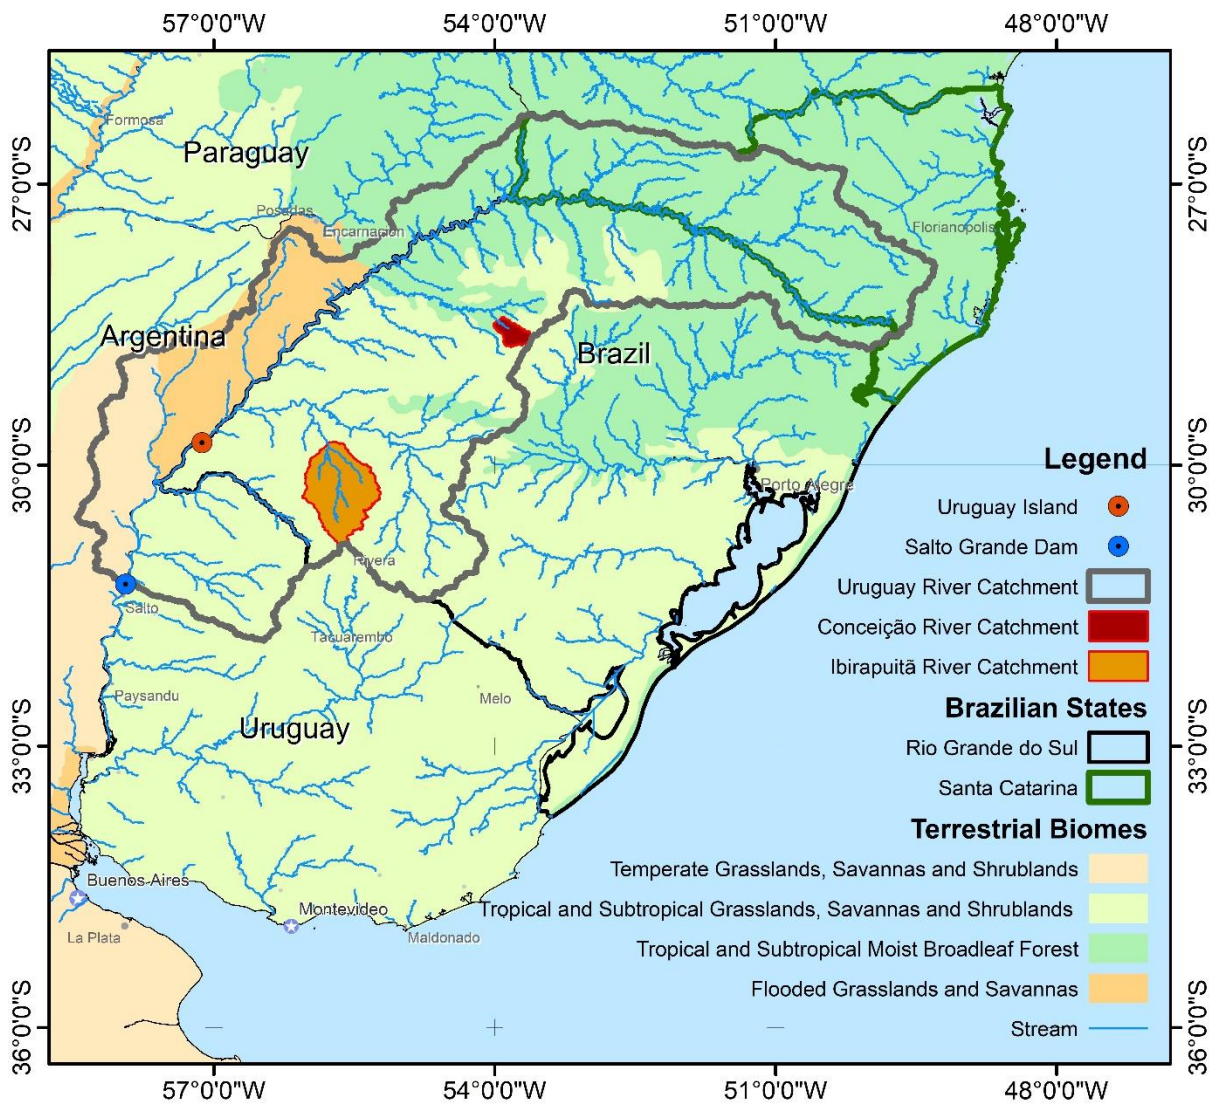 57°0'0"W 54°0'0"W 51°0'0"W 48°0'0"W
Formosa
Paraguay
27°0'0"S
27°0'0"S
Posadas
Encarnación
Florianopolis
Argentina
Brazil
30°0'0"S
30°0'0"S
Legend
Porto Alegre
Uruguay Island
Salto Grande Dam
Rivera
Uruguay River Catchment
Salto
Conceição River Catchment
Tacuarembo
Ibirapuitã River Catchment
Paysandu
Melo
Brazilian States
Uruguay
Rio Grande do Sul
33°0'0"S
33°0'0"S
Santa Catarina
Terrestrial Biomes
Temperate Grasslands, Savannas and Shrublands
Buenos Aires
Montevideo
Tropical and Subtropical Grasslands, Savannas and Shrublands
La Plata
Maldonado
Tropical and Subtropical Moist Broadleaf Forest
Flooded Grasslands and Savannas
Stream
36°0'0"S
36°0'0"S
57°0'0"W 54°0'0"W 51°0'0"W 48°0'0"W